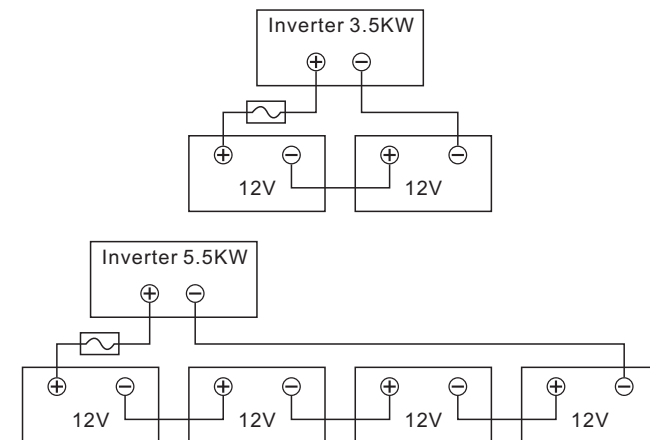 Inverter 3.5KW
+ −
+ − + −
12V 12V
Inverter 5.5KW
+ −
+ − + − + − + −
12V 12V 12V 12V